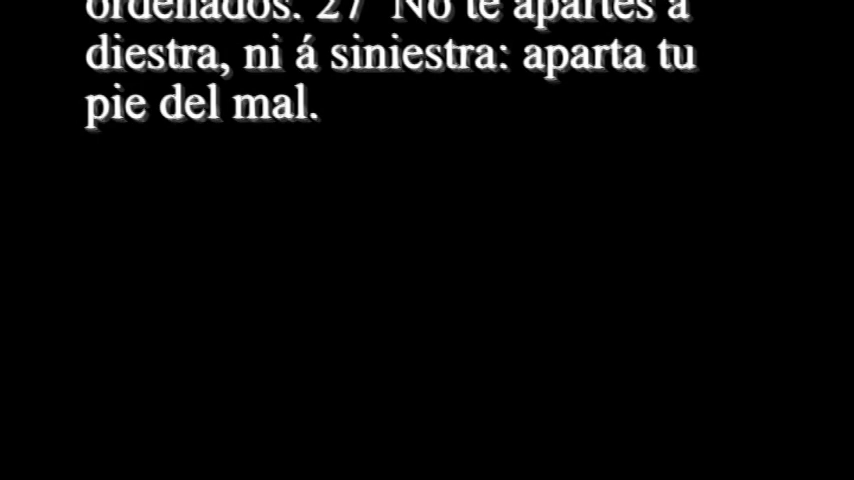 ordenados. 27 No te apartes á
diestra, ni á siniestra: aparta tu
pie del mal.